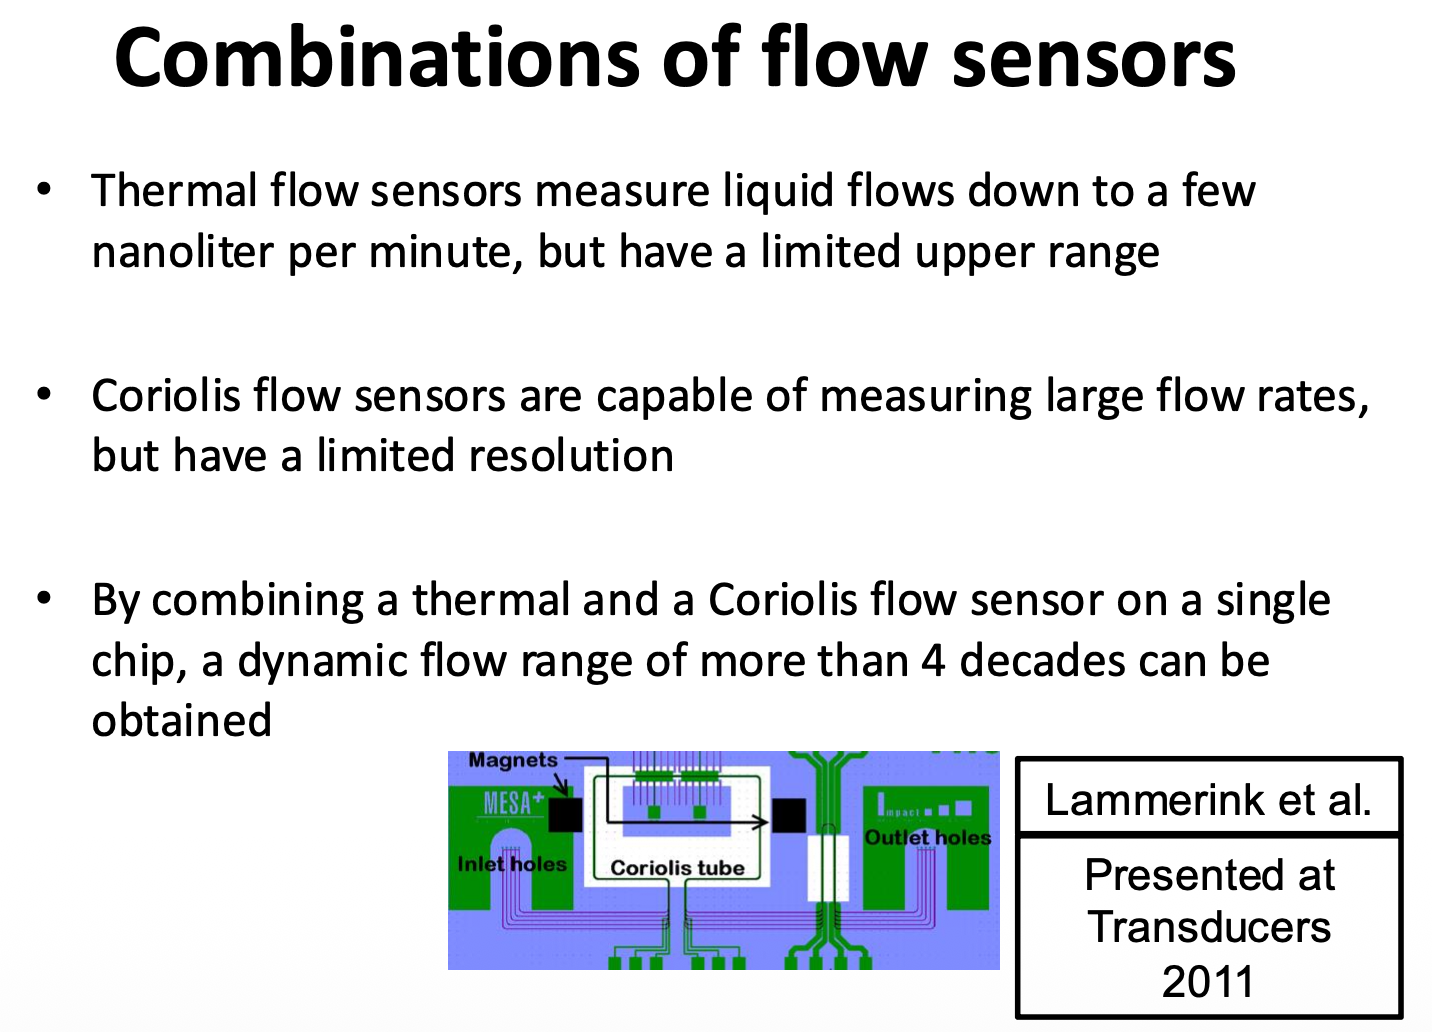 Combinations of flow sensors
• Thermal flow sensors measure liquid flows down to a few
nanoliter per minute, but have a limited upper range
• Coriolis flow sensors are capable of measuring large flow rates,
but have a limited resolution
• By combining a thermal and a Coriolis flow sensor on a single
chip, a dynamic flow range of more than 4 decades can be
obtained
Magnets
MESA+
Impact
Outlet holes
Inlet holes
Coriolis tube
Lammerink et al.
Presented at
Transducers
2011